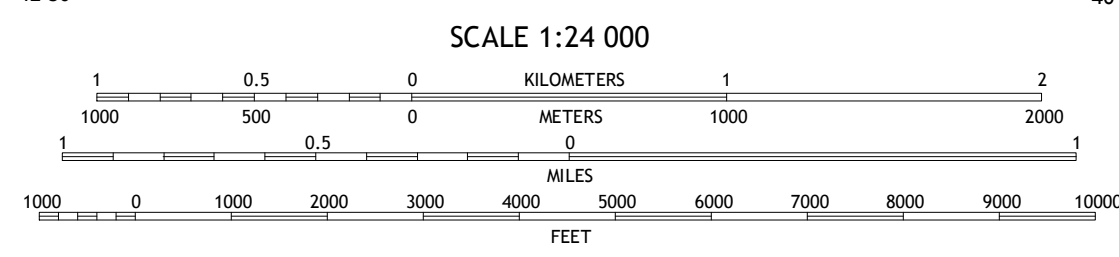 SCALE 1:24 000
1 0.5 0 KILOMETERS 1 2
1000 500 0 METERS 1000 2000
1 0.5 0 1
MILES
1000 0 1000 2000 3000 4000 5000 6000 7000 8000 9000 10000
FEET